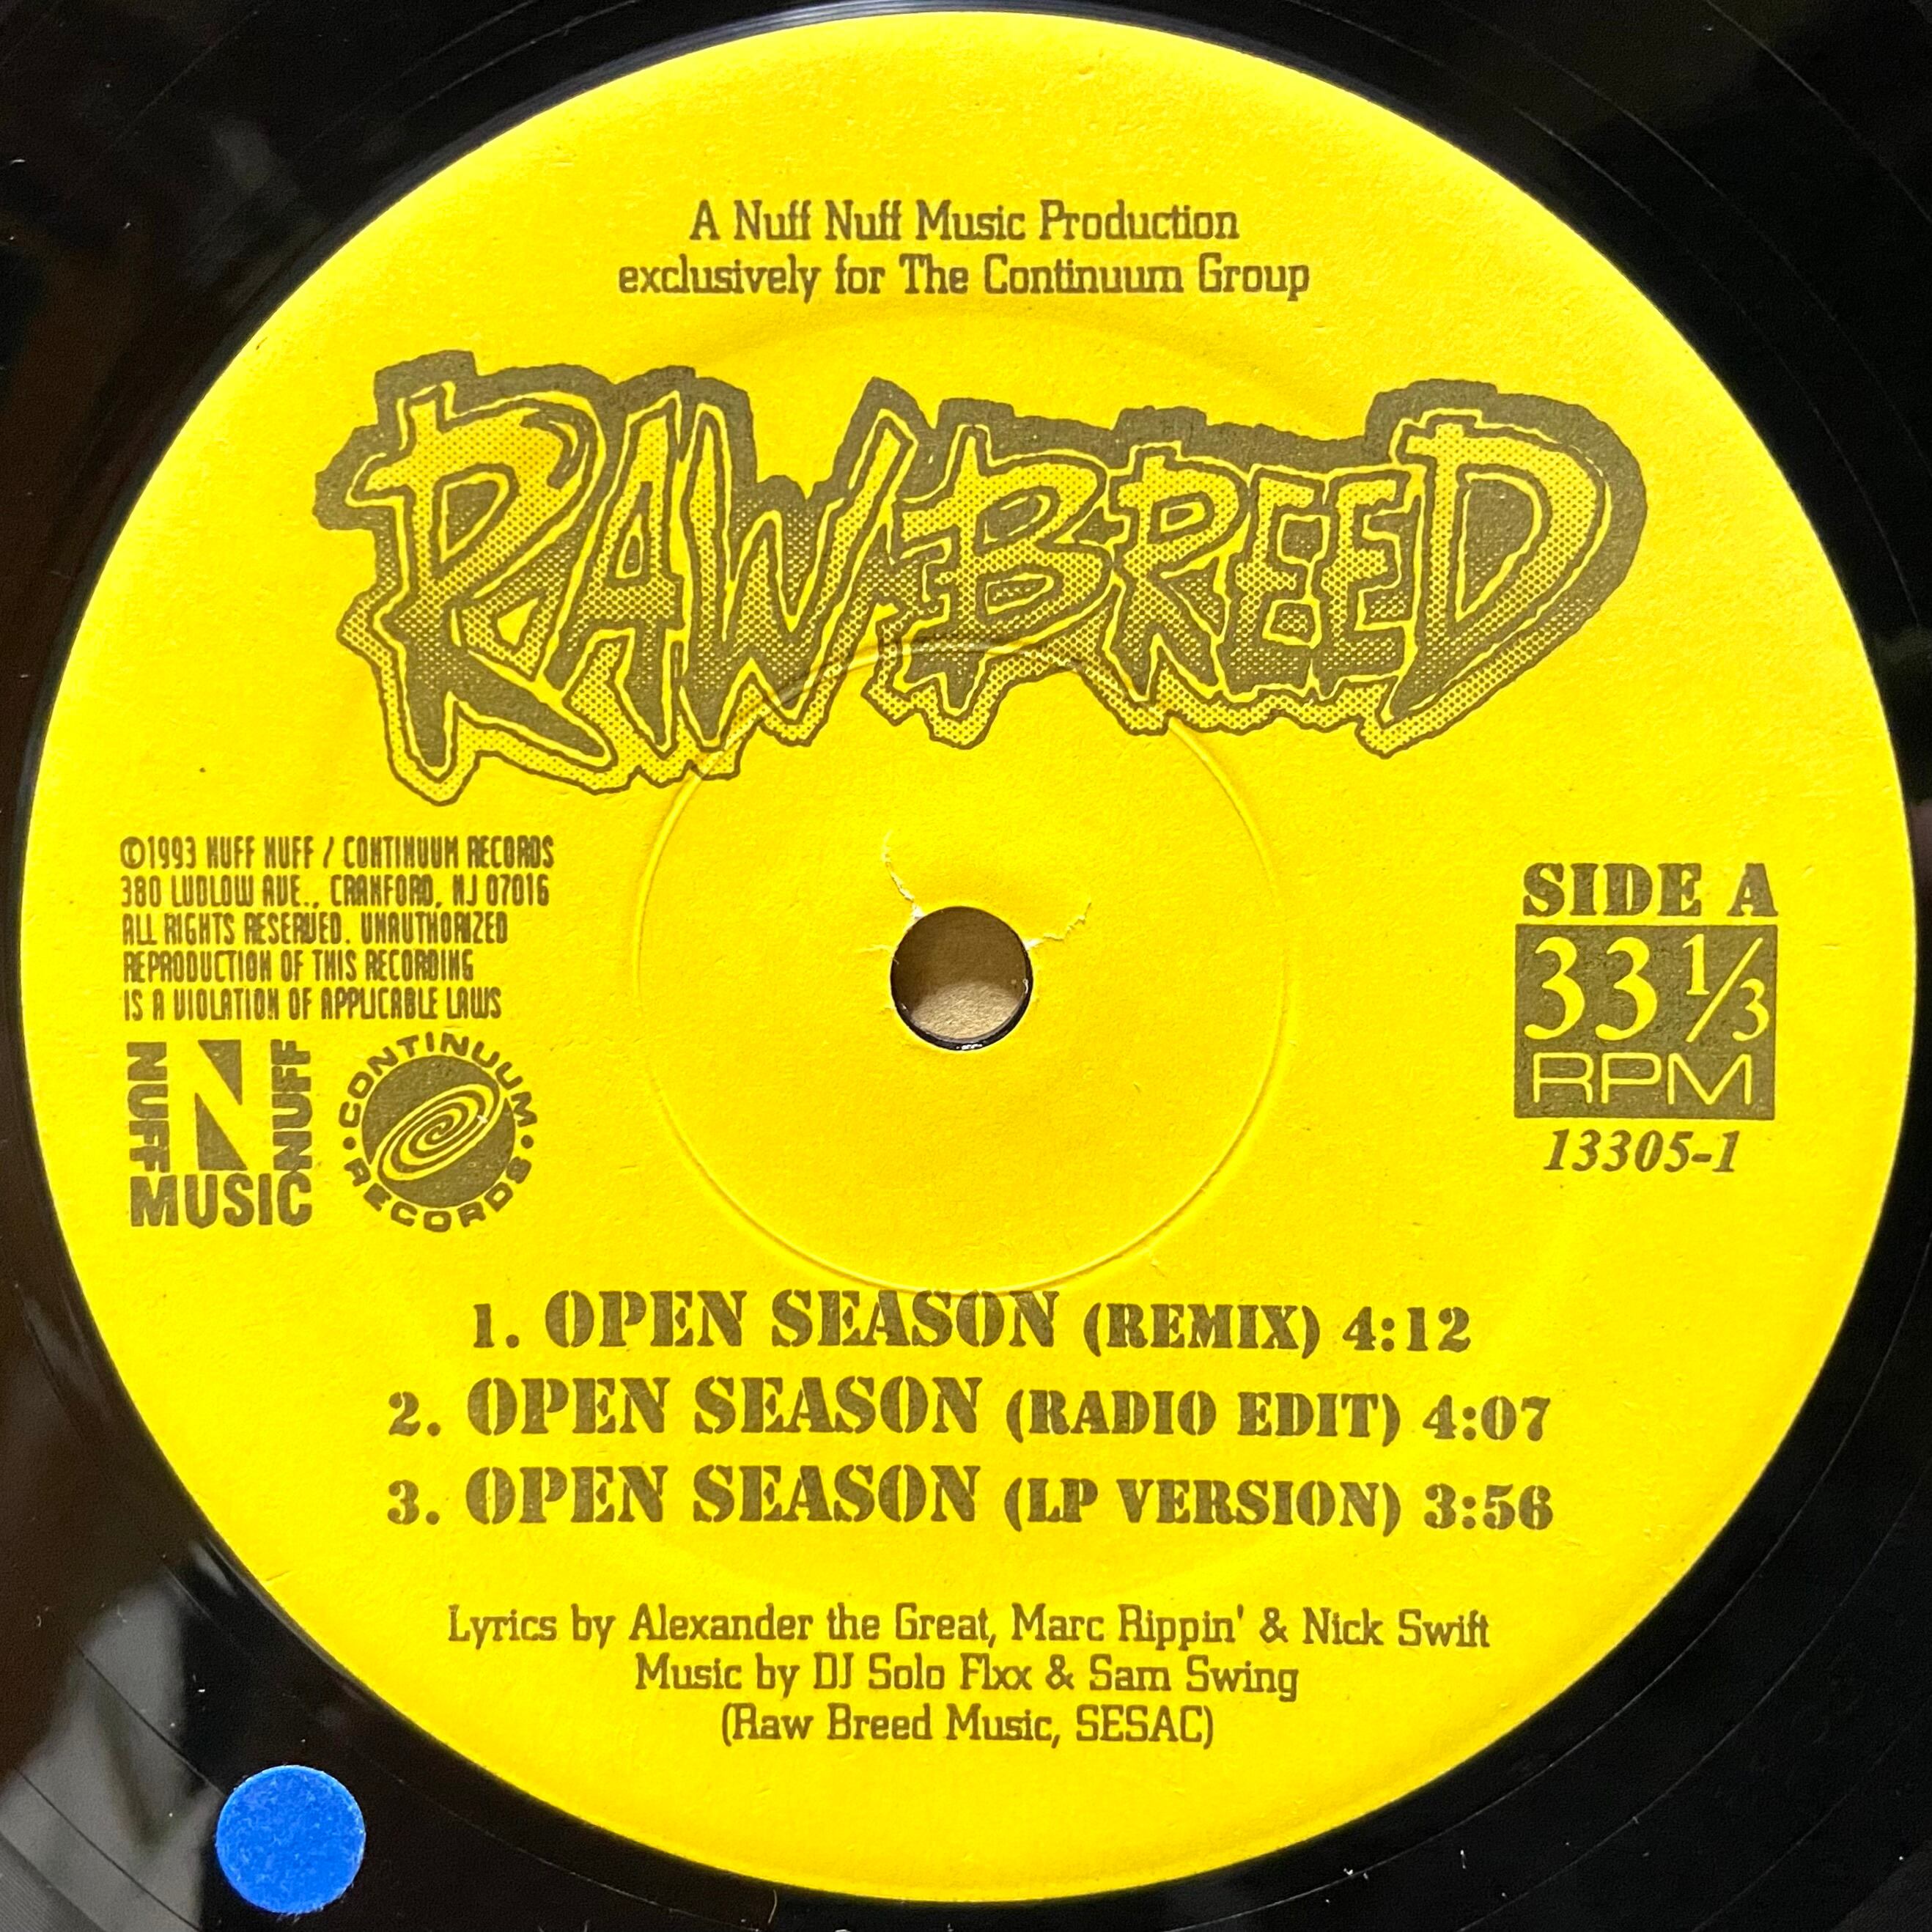 A Nuff Nuff Music Production
exclusively for The Continuum Group
RAW BREED
©1993 NUFF NUFF / CONTINUUM RECORDS
380 LUDLOW AVE., CRANFORD, NJ 07016
ALL RIGHTS RESERVED. UNAUTHORIZED
REPRODUCTION OF THIS RECORDING
IS A VIOLATION OF APPLICABLE LAWS
NUFF N NUFF
MUSIC
CONTINUUM
RECORDS
SIDE A
33 1/3
RPM
13305-1
1. OPEN SEASON (REMIX) 4:12
2. OPEN SEASON (RADIO EDIT) 4:07
3. OPEN SEASON (LP VERSION) 3:56
Lyrics by Alexander the Great, Marc Rippin' & Nick Swift
Music by DJ Solo Flxx & Sam Swing
(Raw Breed Music, SESAC)